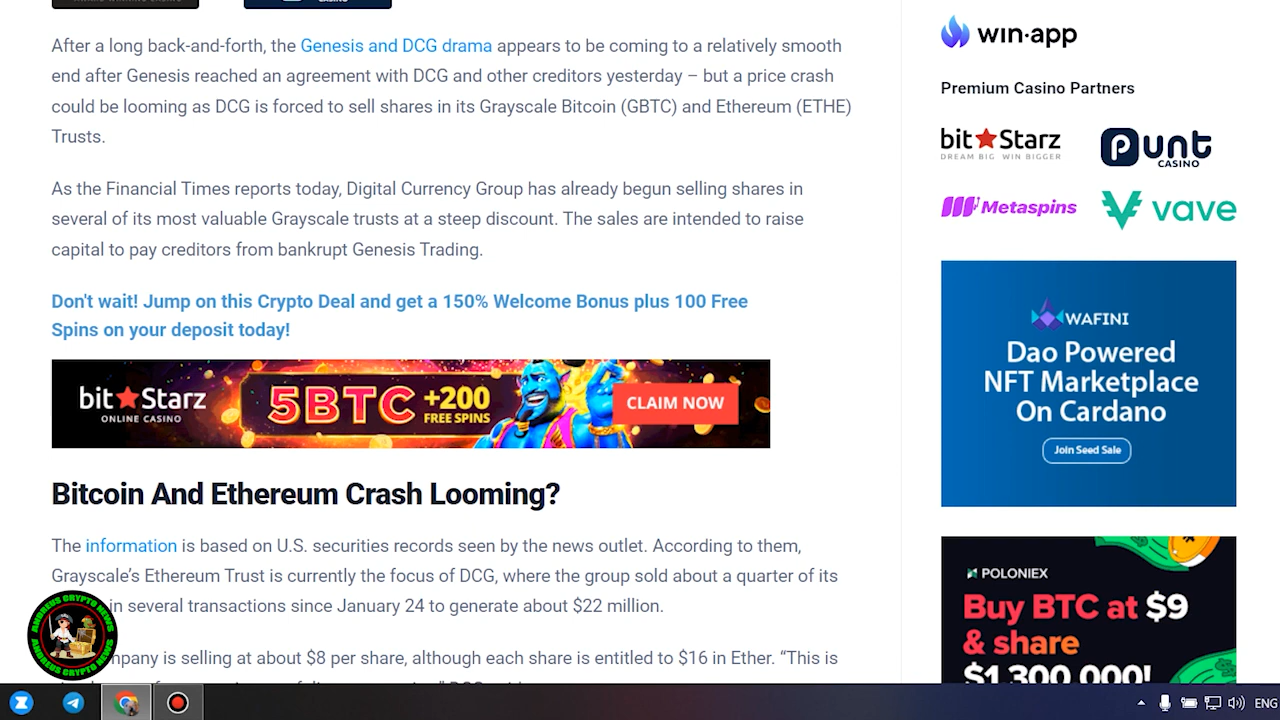 After a long back-and-forth, the Genesis and DCG drama appears to be coming to a relatively smooth
end after Genesis reached an agreement with DCG and other creditors yesterday – but a price crash
could be looming as DCG is forced to sell shares in its Grayscale Bitcoin (GBTC) and Ethereum (ETHE)
Trusts.
As the Financial Times reports today, Digital Currency Group has already begun selling shares in
several of its most valuable Grayscale trusts at a steep discount. The sales are intended to raise
capital to pay creditors from bankrupt Genesis Trading.
Don't wait! Jump on this Crypto Deal and get a 150% Welcome Bonus plus 100 Free
Spins on your deposit today!
bit Starz
ONLINE CASINO
5BTC +200
FREE SPINS
CLAIM NOW
Bitcoin And Ethereum Crash Looming?
The information is based on U.S. securities records seen by the news outlet. According to them,
Grayscale's Ethereum Trust is currently the focus of DCG, where the group sold about a quarter of its
in several transactions since January 24 to generate about $22 million.
mpany is selling at about $8 per share, although each share is entitled to $16 in Ether. “This is
win·app
Premium Casino Partners
bit Starz
DREAM BIG. WIN BIGGER
Punt
CASINO
Metaspins
vave
WAFINI
Dao Powered
NFT Marketplace
On Cardano
Join Seed Sale
POLONIEX
Buy BTC at $9
& share
$1,300,000!
ANDREUS CRYPTO NEWS
ANDREUS CRYPTO NEWS
ENG